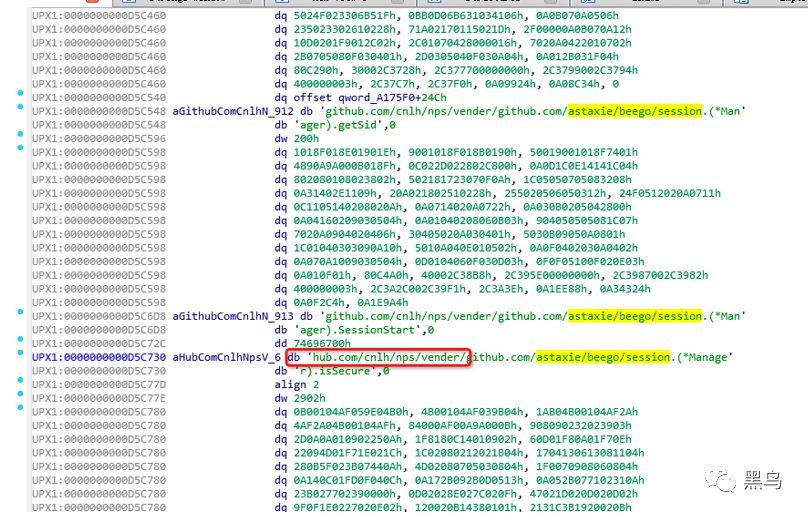 UPX1:0000000000D5C460 dq 5024F023306B51Fh, 0BB0D06B631034106h, 0A0B070A0506h
UPX1:0000000000D5C460 dq 235023302610228h, 71A02170115021Dh, 2F00000A0B070A12h
UPX1:0000000000D5C460 dq 10D0201F9012C02h, 2C01070428000016h, 7020A0422010702h
UPX1:0000000000D5C460 dq 2B0705080F030401h, 2D0305040F030A04h, 0A012B031F04h
UPX1:0000000000D5C460 dq 80C290h, 30002C3728h, 2C377700000000h, 2C3799002C3794h
UPX1:0000000000D5C460 dq 400000003h, 2C37C7h, 2C37F0h, 0A09924h, 0A08C34h, 0
UPX1:0000000000D5C540 dq offset qword_A175F0+24Ch
UPX1:0000000000D5C548 aGithubComCnlhN_912 db 'github.com/cnlh/nps/vender/github.com/astaxie/beego/session.(*Man'
UPX1:0000000000D5C548 db 'ager).getSid',0
UPX1:0000000000D5C596 dw 200h
UPX1:0000000000D5C598 dq 1018F018E01901Eh, 9001018F018B0190h, 50019001018F7401h
UPX1:0000000000D5C598 dq 4890A9A000B018Fh, 0C022D022802C800h, 0A0D1C0E14141C04h
UPX1:0000000000D5C598 dq 802080108023802h, 502181723070F0Ah, 1C05050705083208h
UPX1:0000000000D5C598 dq 0A31402E1109h, 20A021802510228h, 255020506050312h, 24F0512020A0711h
UPX1:0000000000D5C598 dq 0C1105140208020Ah, 0A0714020A0722h, 0A030B0205042800h
UPX1:0000000000D5C598 dq 0A04160209030504h, 0A01040208060B03h, 904050505081C07h
UPX1:0000000000D5C598 dq 7020A0904020406h, 30405020A030401h, 5030B09050A0801h
UPX1:0000000000D5C598 dq 1C01040303090A10h, 5010A040E010502h, 0A0F0402030A0402h
UPX1:0000000000D5C598 dq 0A070A1009030504h, 0D0104060F030D03h, 0F0F05100F020E03h
UPX1:0000000000D5C598 dq 0A010F01h, 80C4A0h, 40002C38B8h, 2C395E00000000h, 2C3987002C3982h
UPX1:0000000000D5C598 dq 400000003h, 2C3A2C002C39F1h, 2C3A3Eh, 0A1EE88h, 0A34324h
UPX1:0000000000D5C598 dq 0A0F2C4h, 0A1E9A4h
UPX1:0000000000D5C6D8 aGithubComCnlhN_913 db 'github.com/cnlh/nps/vender/github.com/astaxie/beego/session.(*Man'
UPX1:0000000000D5C6D8 db 'ager).SessionStart',0
UPX1:0000000000D5C72C dd 74696700h
UPX1:0000000000D5C730 aHubComCnlhNpsV_6 db 'hub.com/cnlh/nps/vender/github.com/astaxie/beego/session.(*Manage'
UPX1:0000000000D5C730 db 'r).isSecure',0
UPX1:0000000000D5C77D align 2
UPX1:0000000000D5C77E dw 2902h
UPX1:0000000000D5C780 dq 0B00104AF059E04B0h, 4B00104AF039B04h, 1AB04B00104AF2Ah
UPX1:0000000000D5C780 dq 4AF2A04B00104AFh, 84000AF00A9A000Bh, 908090232023903h
UPX1:0000000000D5C780 dq 2D0A0A010902250Ah, 1F8180C14010902h, 60D01F80A01F70Eh
UPX1:0000000000D5C780 dq 22094D01F71E021Ch, 1C02080212021B04h, 1704130613081104h
UPX1:0000000000D5C780 dq 280B5F023B07440Ah, 4D02080705030804h, 1F0070908060804h
UPX1:0000000000D5C780 dq 0A140C01FD0F040Ch, 0A172B092B0D0513h, 0A052B077102310Ah
UPX1:0000000000D5C780 dq 23B027702390000h, 0D02028E027C020Fh, 47021D020D020D02h
UPX1:0000000000D5C780 dq 9F0F1E0227020E02h, 120020B14380101h, 2131C3B1920020Bh
黑鸟